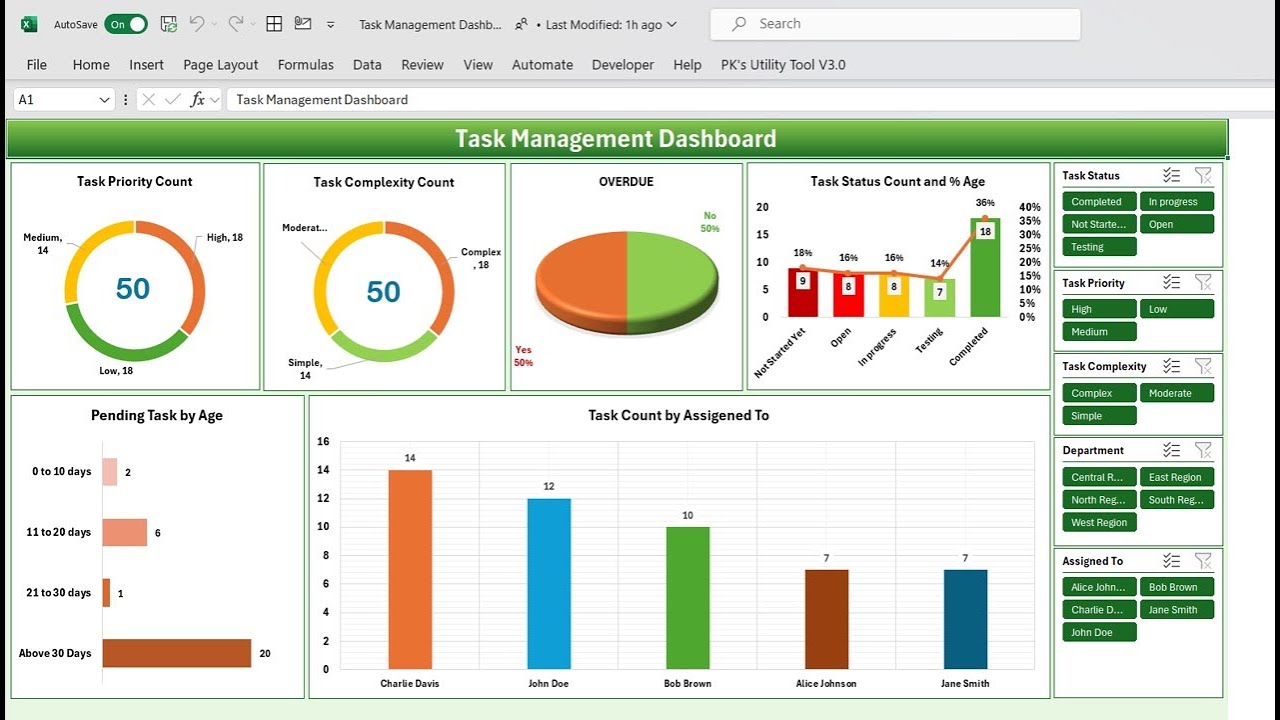 AutoSave On Task Management Dashb... • Last Modified: 1h ago Search
File Home Insert Page Layout Formulas Data Review View Automate Developer Help PK's Utility Tool V3.0
A1 fx Task Management Dashboard
Task Management Dashboard
Task Priority Count
Medium,
14
High, 18
50
Low, 18
Task Complexity Count
Moderat...
Complex
, 18
50
Simple,
14
OVERDUE
No
50%
Yes
50%
Task Status Count and % Age
20
15
10
5
0
18%
16%
16%
14%
36%
9
8
8
7
18
40%
35%
30%
25%
20%
15%
10%
5%
0%
Not Started Yet
Open
In progress
Testing
Completed
Pending Task by Age
0 to 10 days 2
11 to 20 days 6
21 to 30 days 1
Above 30 Days 20
Task Count by Assigened To
16
14
12
10
8
6
4
2
0
14
12
10
7
7
Charlie Davis John Doe Bob Brown Alice Johnson Jane Smith
Task Status
Completed In progress
Not Starte... Open
Testing
Task Priority
High Low
Medium
Task Complexity
Complex Moderate
Simple
Department
Central R... East Region
North Reg... South Reg...
West Region
Assigned To
Alice John... Bob Brown
Charlie D... Jane Smith
John Doe